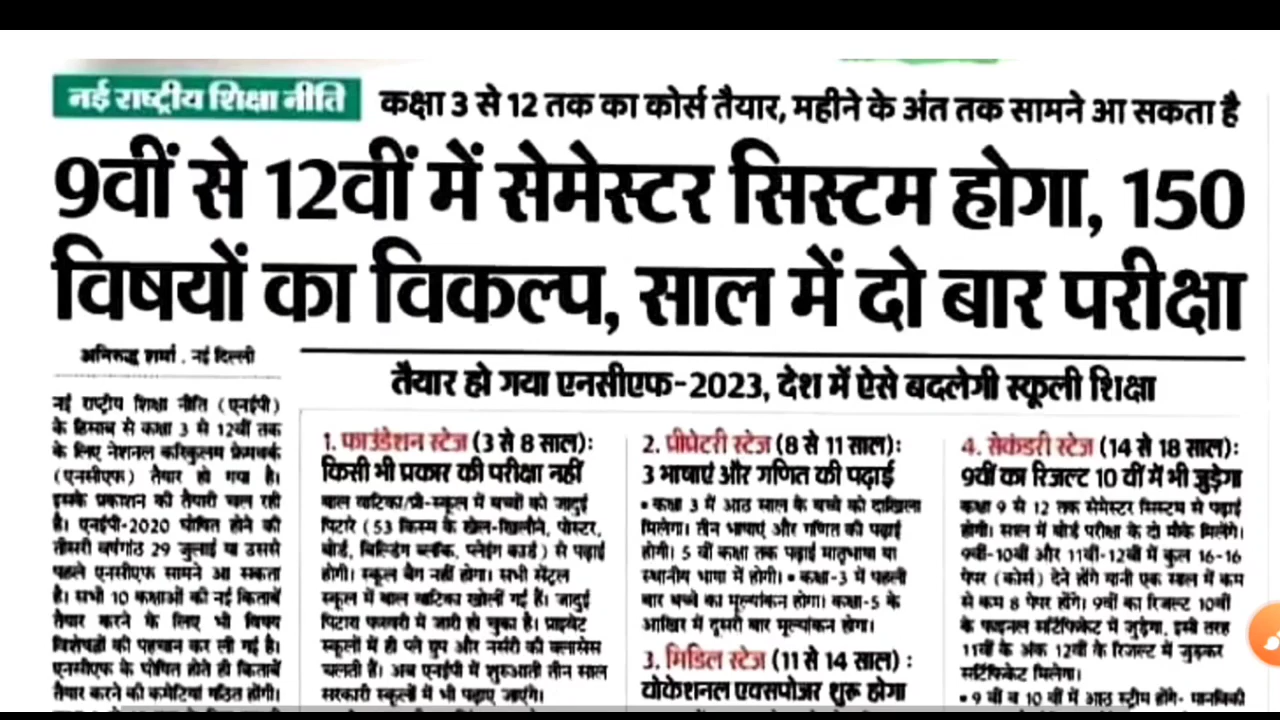 नई राष्ट्रीय शिक्षा नीति
कक्षा 3 से 12 तक का कोर्स तैयार, महीने के अंत तक सामने आ सकता है
9वीं से 12वीं में सेमेस्टर सिस्टम होगा, 150
विषयों का विकल्प, साल में दो बार परीक्षा
अनिरुद्ध शर्मा . नई दिल्ली
नई राष्ट्रीय शिक्षा नीति (एनईपी)
के हिसाब से कक्षा 3 से 12वीं तक
के लिए नेशनल करिकुलम फ्रेमवर्क
(एनसीएफ) तैयार हो गया है।
इसके प्रकाशन की तैयारी चल रही
है। एनईपी-2020 घोषित होने की
तीसरी वर्षगांठ 29 जुलाई या उससे
पहले एनसीएफ सामने आ सकता
है। सभी 10 कक्षाओं की नई किताबें
तैयार करने के लिए भी विषय
विशेषज्ञों की पहचान कर ली गई है।
एनसीएफ के घोषित होते ही किताबें
तैयार करने की कमेटियां गठित होंगी।
तैयार हो गया एनसीएफ-2023, देश में ऐसे बदलेगी स्कूली शिक्षा
1. फाउंडेशन स्टेज (3 से 8 साल):
किसी भी प्रकार की परीक्षा नहीं
बाल वाटिका/प्री-स्कूल में बच्चों को जादुई
पिटारे (53 किस्म के खेल-खिलौने, पोस्टर,
बोर्ड, बिल्डिंग ब्लॉक, प्लेइंग कार्ड) से पढ़ाई
होगी। स्कूल बैग नहीं होगा। सभी सेंट्रल
स्कूल में बाल वाटिका खोली गई हैं। जादुई
पिटारा फरवरी में जारी हो चुका है। प्राइवेट
स्कूलों में ही प्ले ग्रुप और नर्सरी की क्लासेस
चलती हैं। अब एनईपी में शुरुआती तीन साल
सरकारी स्कूलों में भी पढ़ाए जाएंगे।
2. प्रीप्रेटरी स्टेज (8 से 11 साल):
3 भाषाएं और गणित की पढ़ाई
• कक्षा 3 में आठ साल के बच्चे को दाखिला
मिलेगा। तीन भाषाएं और गणित की पढ़ाई
होगी। 5 वीं कक्षा तक पढ़ाई मातृभाषा या
स्थानीय भाषा में होगी। • कक्षा-3 में पहली
बार बच्चे का मूल्यांकन होगा। कक्षा-5 के
आखिर में दूसरी बार मूल्यांकन होगा।
3. मिडिल स्टेज (11 से 14 साल) :
वोकेशनल एक्सपोजर शुरू होगा
4. सेकंडरी स्टेज (14 से 18 साल):
9वीं का रिजल्ट 10 वीं में भी जुड़ेगा
कक्षा 9 से 12 तक सेमेस्टर सिस्टम से पढ़ाई
होगी। साल में बोर्ड परीक्षा के दो मौके मिलेंगे।
9वीं-10वीं और 11वीं-12वीं में कुल 16-16
पेपर (कोर्स) देने होंगे यानी एक साल में कम
से कम 8 पेपर होंगे। 9वीं का रिजल्ट 10वीं
के फाइनल सर्टिफिकेट में जुड़ेगा, इसी तरह
11वीं के अंक 12वीं के रिजल्ट में जुड़कर
सर्टिफिकेट मिलेगा।
• 9 वीं व 10 वीं में आठ स्ट्रीम होंगे- मानविकी